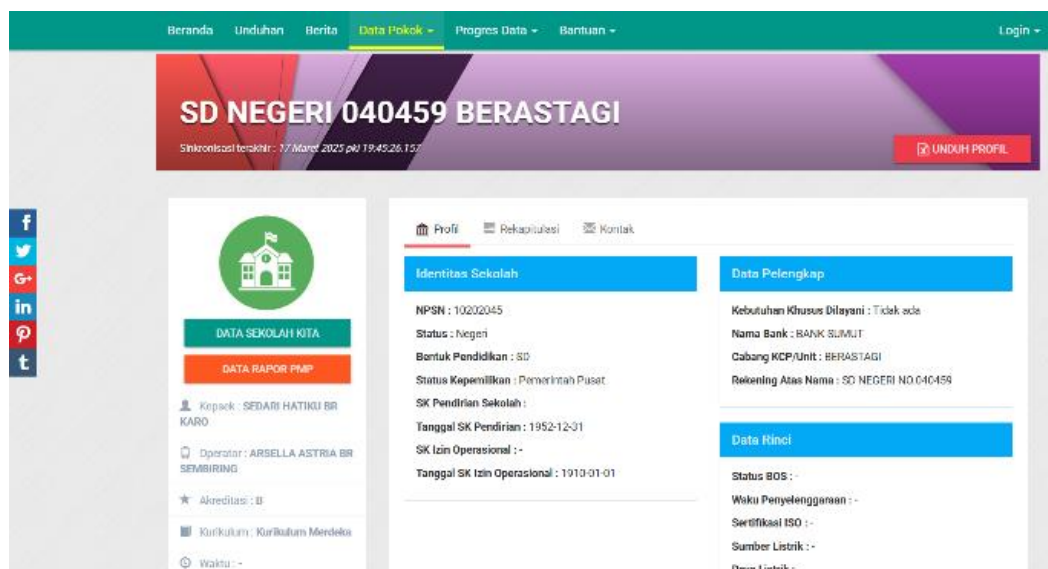 Beranda Unduhan Berita Data Pokok Progres Data Bantuan Login
SD NEGERI 040459 BERASTAGI
Sinkronisasi terakhir : 17 Maret 2025 pkl 19:45:26.157
UNDUH PROFIL
Profil Rekapitulasi Kontak
DATA SEKOLAH KITA
DATA RAPOR PMP
Kepsek : SEDARI HATIKU BR
KARO
Operator : ARSELLA ASTRIA BR
SEMBIRING
Akreditasi : B
Kurikulum : Kurikulum Merdeka
Waktu : -
Identitas Sekolah
NPSN : 10202045
Status : Negeri
Bentuk Pendidikan : SD
Status Kepemilikan : Pemerintah Pusat
SK Pendirian Sekolah :
Tanggal SK Pendirian : 1952-12-31
SK Izin Operasional : -
Tanggal SK Izin Operasional : 1910-01-01
Data Pelengkap
Kebutuhan Khusus Dilayani : Tidak ada
Nama Bank : BANK SUMUT
Cabang KCP/Unit : BERASTAGI
Rekening Atas Nama : SD NEGERI NO.040459
Data Rinci
Status BOS : -
Waku Penyelenggaraan : -
Sertifikasi ISO : -
Sumber Listrik : -
Daya Listrik :
f
G+
in
t